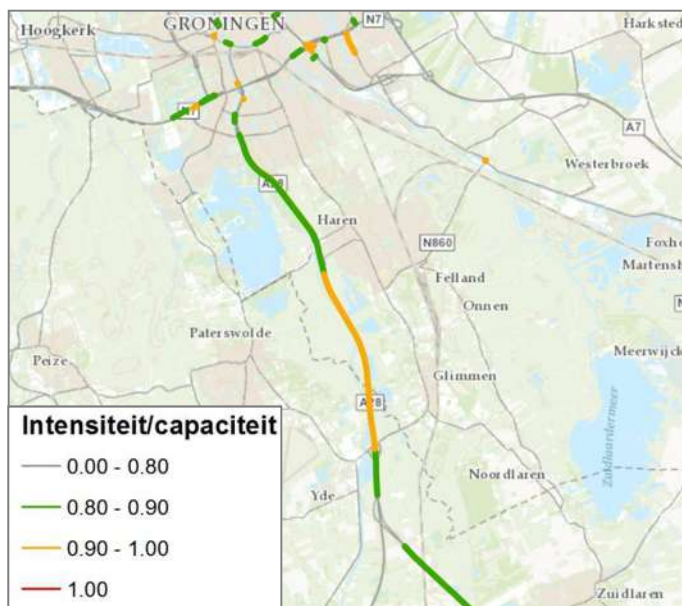 Hoogkerk
GRONINGEN
N7
Harksted
N7
A7
Westerbroek
A28
Haren
N860
Foxho
Felland
Martensh
Onnen
Paterswolde
Peize
Meerwijck
Glimmen
A28
Zuidlaardermeer
Noordlaren
Yde
Zuidlaren
Intensiteit/capaciteit
0.00 - 0.80
0.80 - 0.90
0.90 - 1.00
1.00